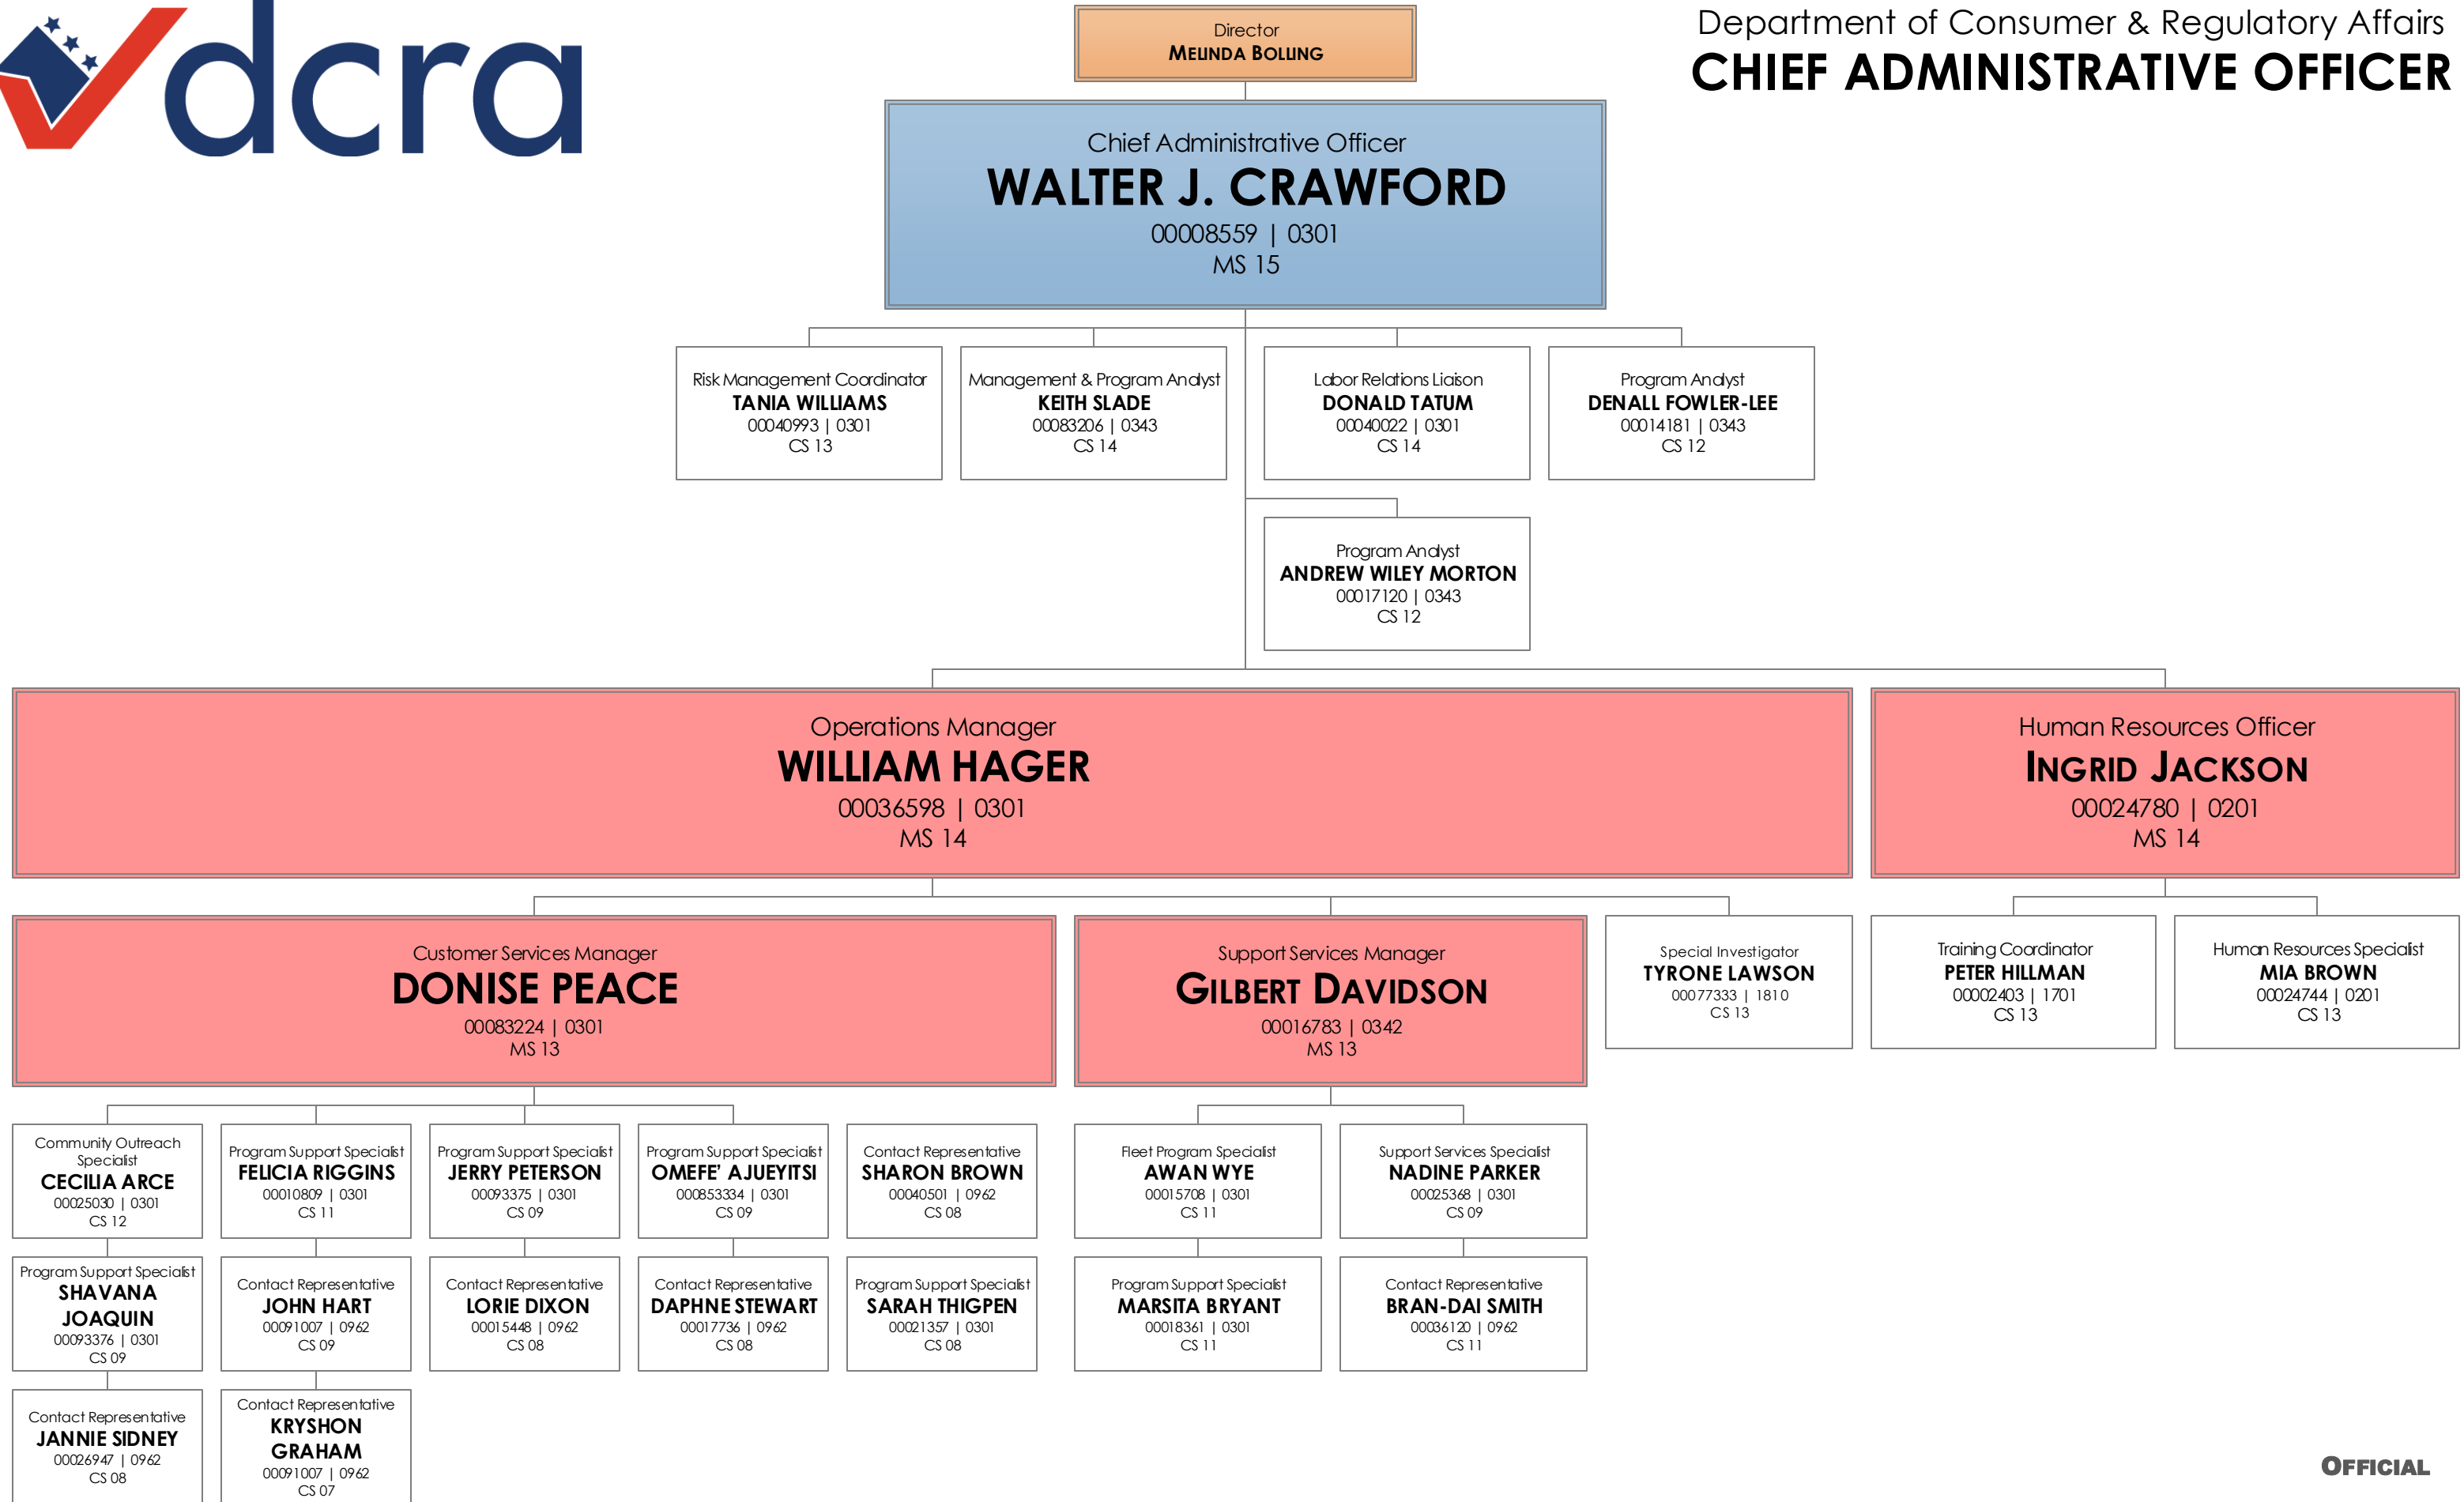 dcra
Department of Consumer & Regulatory Affairs
CHIEF ADMINISTRATIVE OFFICER
Director
MELINDA BOLLING
Chief Administrative Officer
WALTER J. CRAWFORD
00008559 | 0301
MS 15
Risk Management Coordinator
TANIA WILLIAMS
00040993 | 0301
CS 13
Management & Program Analyst
KEITH SLADE
00083206 | 0343
CS 14
Labor Relations Liaison
DONALD TATUM
00040022 | 0301
CS 14
Program Analyst
DENALL FOWLER-LEE
00014181 | 0343
CS 12
Program Analyst
ANDREW WILEY MORTON
00017120 | 0343
CS 12
Operations Manager
WILLIAM HAGER
00036598 | 0301
MS 14
Human Resources Officer
INGRID JACKSON
00024780 | 0201
MS 14
Customer Services Manager
DONISE PEACE
00083224 | 0301
MS 13
Support Services Manager
GILBERT DAVIDSON
00016783 | 0342
MS 13
Special Investigator
TYRONE LAWSON
00077333 | 1810
CS 13
Training Coordinator
PETER HILLMAN
00002403 | 1701
CS 13
Human Resources Specialist
MIA BROWN
00024744 | 0201
CS 13
Community Outreach
Specialist
CECILIA ARCE
00025030 | 0301
CS 12
Program Support Specialist
FELICIA RIGGINS
00010809 | 0301
CS 11
Program Support Specialist
JERRY PETERSON
00093375 | 0301
CS 09
Program Support Specialist
OMEFE' AJUEYITSI
000853334 | 0301
CS 09
Contact Representative
SHARON BROWN
00040501 | 0962
CS 08
Fleet Program Specialist
AWAN WYE
00015708 | 0301
CS 11
Support Services Specialist
NADINE PARKER
00025368 | 0301
CS 09
Program Support Specialist
SHAVANA
JOAQUIN
00093376 | 0301
CS 09
Contact Representative
JOHN HART
00091007 | 0962
CS 09
Contact Representative
LORIE DIXON
00015448 | 0962
CS 08
Contact Representative
DAPHNE STEWART
00017736 | 0962
CS 08
Program Support Specialist
SARAH THIGPEN
00021357 | 0301
CS 08
Program Support Specialist
MARSITA BRYANT
00018361 | 0301
CS 11
Contact Representative
BRAN-DAI SMITH
00036120 | 0962
CS 11
Contact Representative
JANNIE SIDNEY
00026947 | 0962
CS 08
Contact Representative
KRYSHON
GRAHAM
00091007 | 0962
CS 07
OFFICIAL